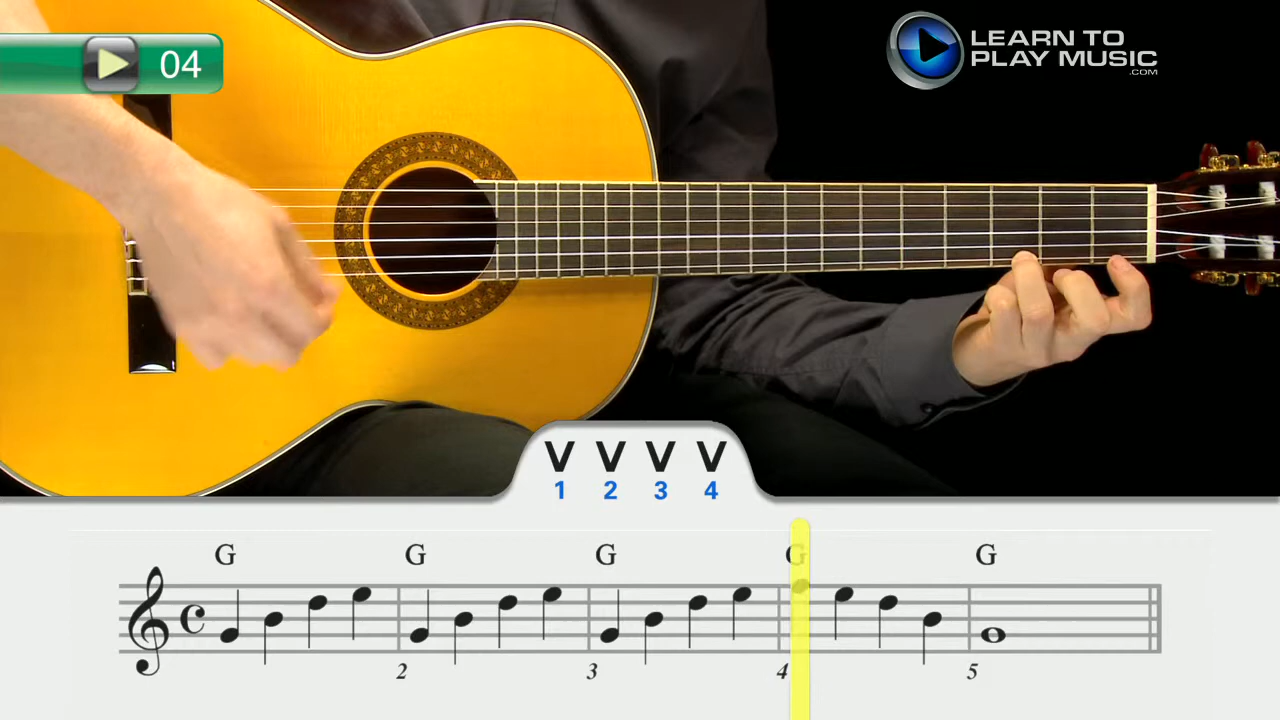 04
LEARN TO
PLAY MUSIC
.COM
V V V V
1 2 3 4
G G G G G
2 3 4 5